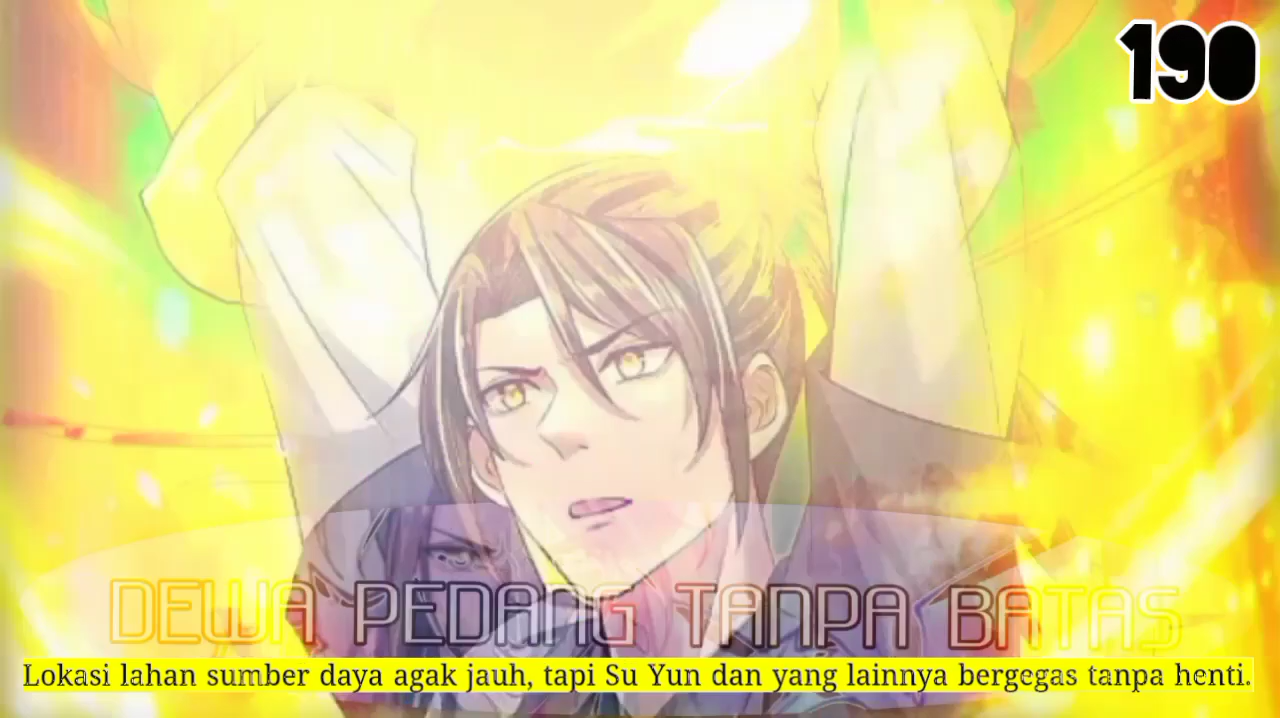 190
DEWA PEDANG TANPA BATAS
Lokasi lahan sumber daya agak jauh, tapi Su Yun dan yang lainnya bergegas tanpa henti.